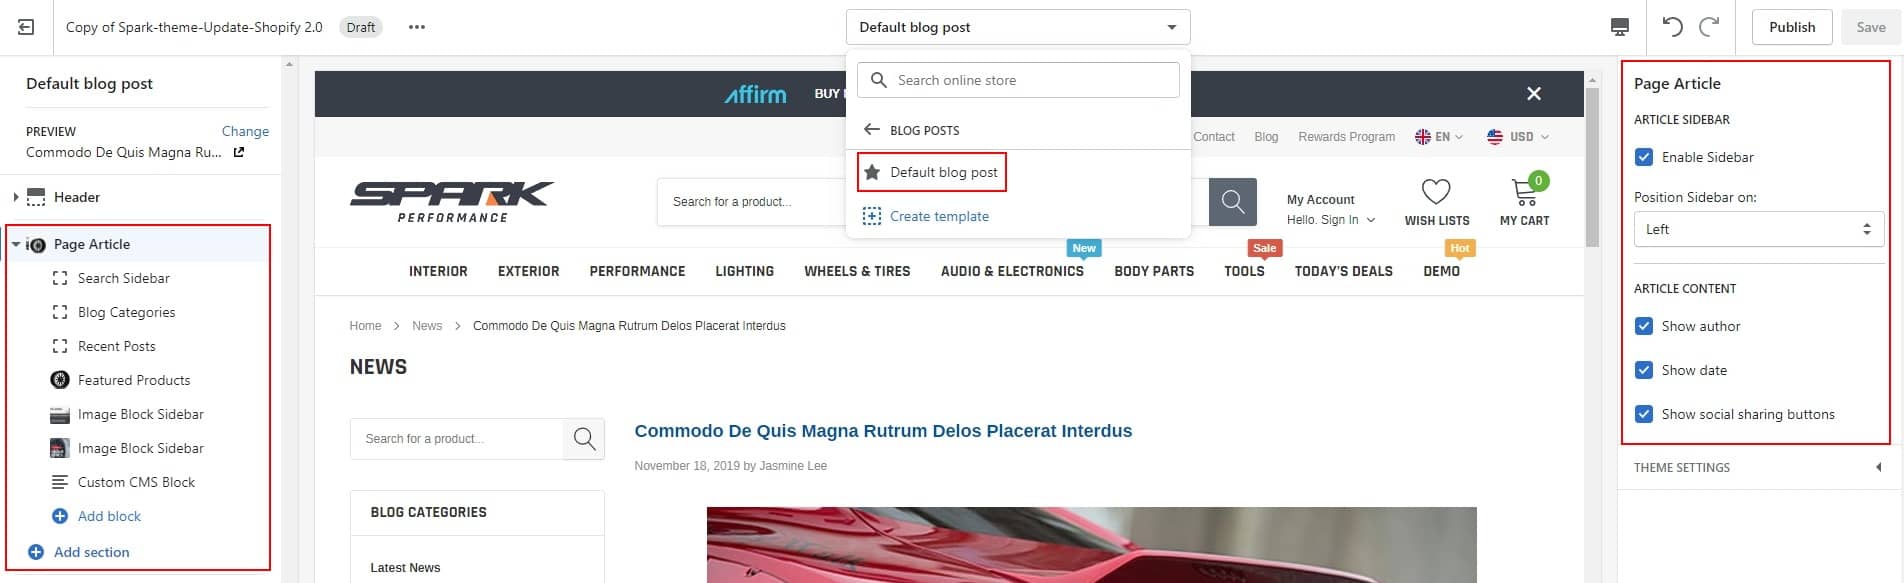 Copy of Spark-theme-Update-Shopify 2.0
Draft
Default blog post
Publish
Save
Default blog post
PREVIEW
Change
Commodo De Quis Magna Ru...
Header
Page Article
Search Sidebar
Blog Categories
Recent Posts
Featured Products
Image Block Sidebar
Image Block Sidebar
Custom CMS Block
Add block
Add section
Search online store
BLOG POSTS
Default blog post
Create template
affirm
BUY
Contact
Blog
Rewards Program
EN
USD
SPARK
PERFORMANCE
Search for a product...
My Account
Hello. Sign In
WISH LISTS
0
MY CART
New
Sale
Hot
INTERIOR
EXTERIOR
PERFORMANCE
LIGHTING
WHEELS & TIRES
AUDIO & ELECTRONICS
BODY PARTS
TOOLS
TODAY'S DEALS
DEMO
Home
News
Commodo De Quis Magna Rutrum Delos Placerat Interdus
NEWS
Search for a product...
BLOG CATEGORIES
Latest News
Commodo De Quis Magna Rutrum Delos Placerat Interdus
November 18, 2019 by Jasmine Lee
Page Article
ARTICLE SIDEBAR
Enable Sidebar
Position Sidebar on:
Left
ARTICLE CONTENT
Show author
Show date
Show social sharing buttons
THEME SETTINGS